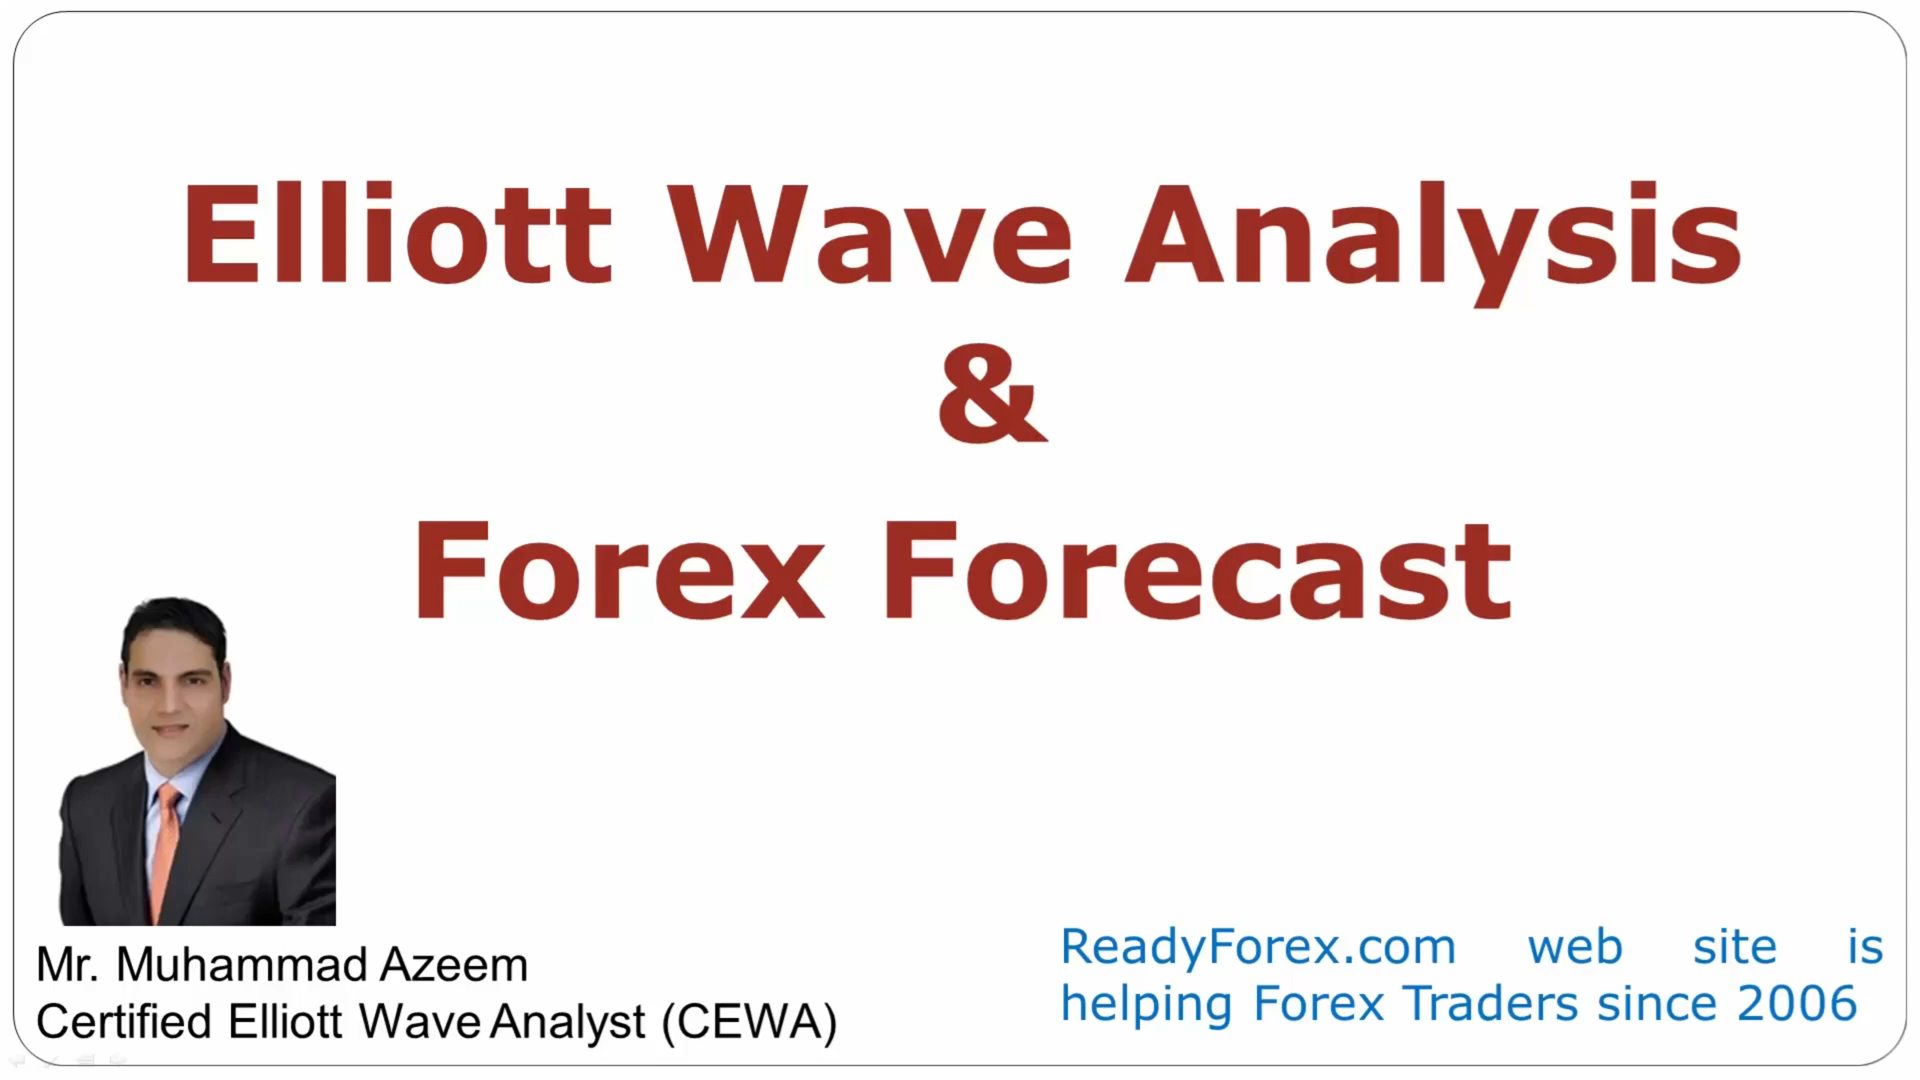 Elliott Wave Analysis
&
Forex Forecast
Mr. Muhammad Azeem
Certified Elliott Wave Analyst (CEWA)
ReadyForex.com web site is
helping Forex Traders since 2006